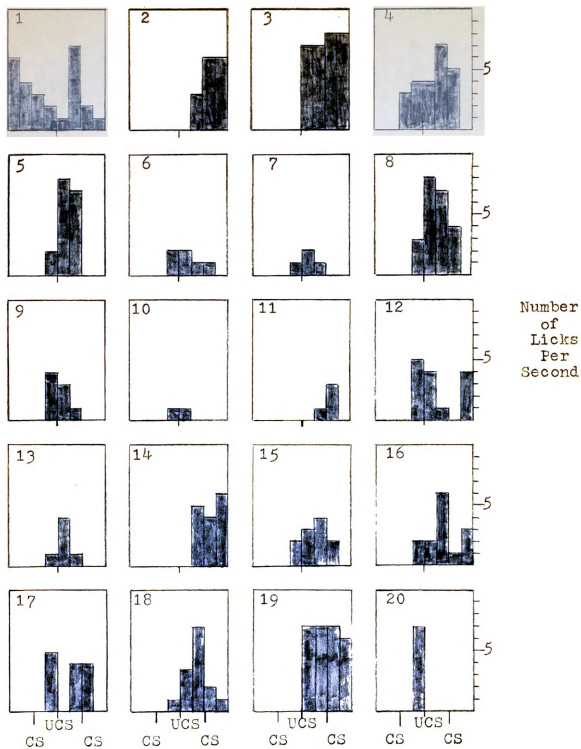 1 2 3 4
5
5 6 7 8
5
9 10 11 12
5
Number
of
Licks
Per
Second
13 14 15 16
5
17 18 19 20
5
UCS UCS UCS UCS
CS CS CS CS CS CS CS CS